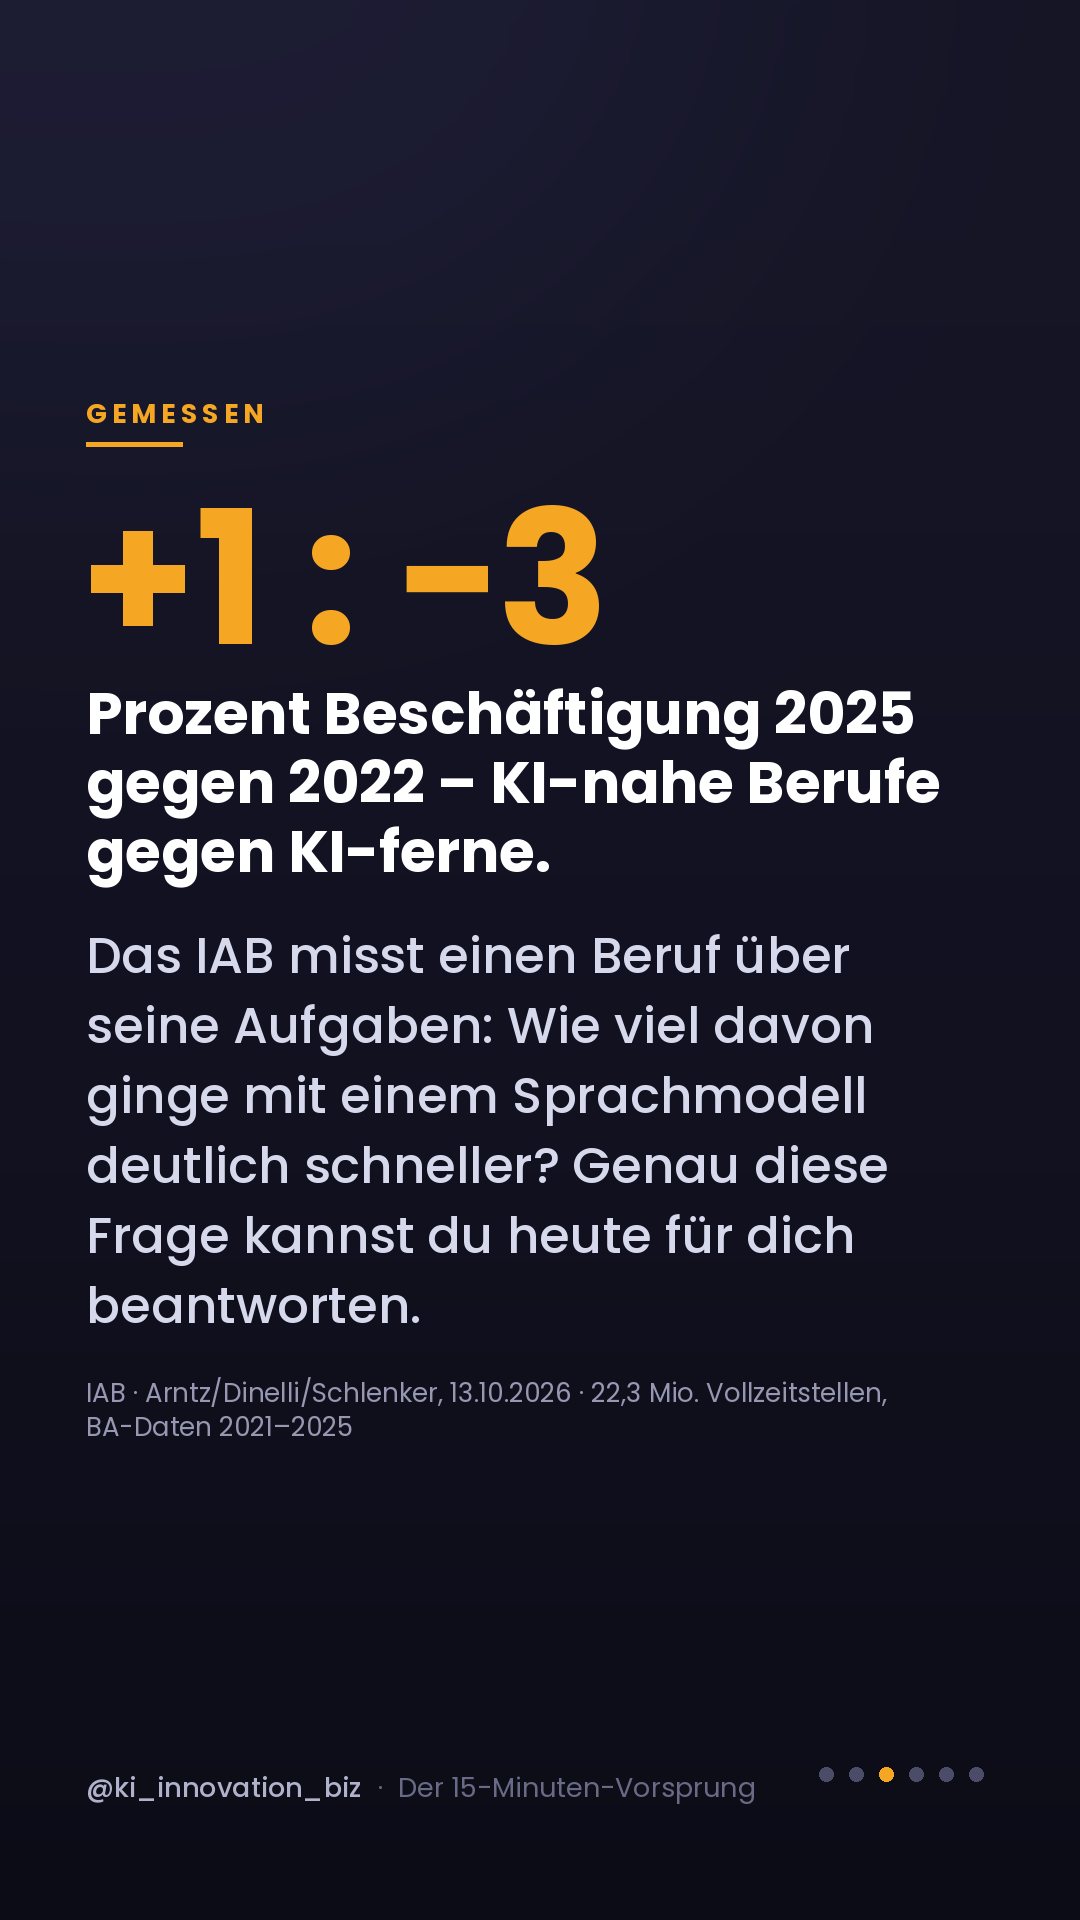 GEMESSEN
+1 : -3
Prozent Beschäftigung 2025
gegen 2022 – KI-nahe Berufe
gegen KI-ferne.
Das IAB misst einen Beruf über
seine Aufgaben: Wie viel davon
ginge mit einem Sprachmodell
deutlich schneller? Genau diese
Frage kannst du heute für dich
beantworten.
IAB · Arntz/Dinelli/Schlenker, 13.10.2026 · 22,3 Mio. Vollzeitstellen,
BA-Daten 2021–2025
@ki_innovation_biz · Der 15-Minuten-Vorsprung